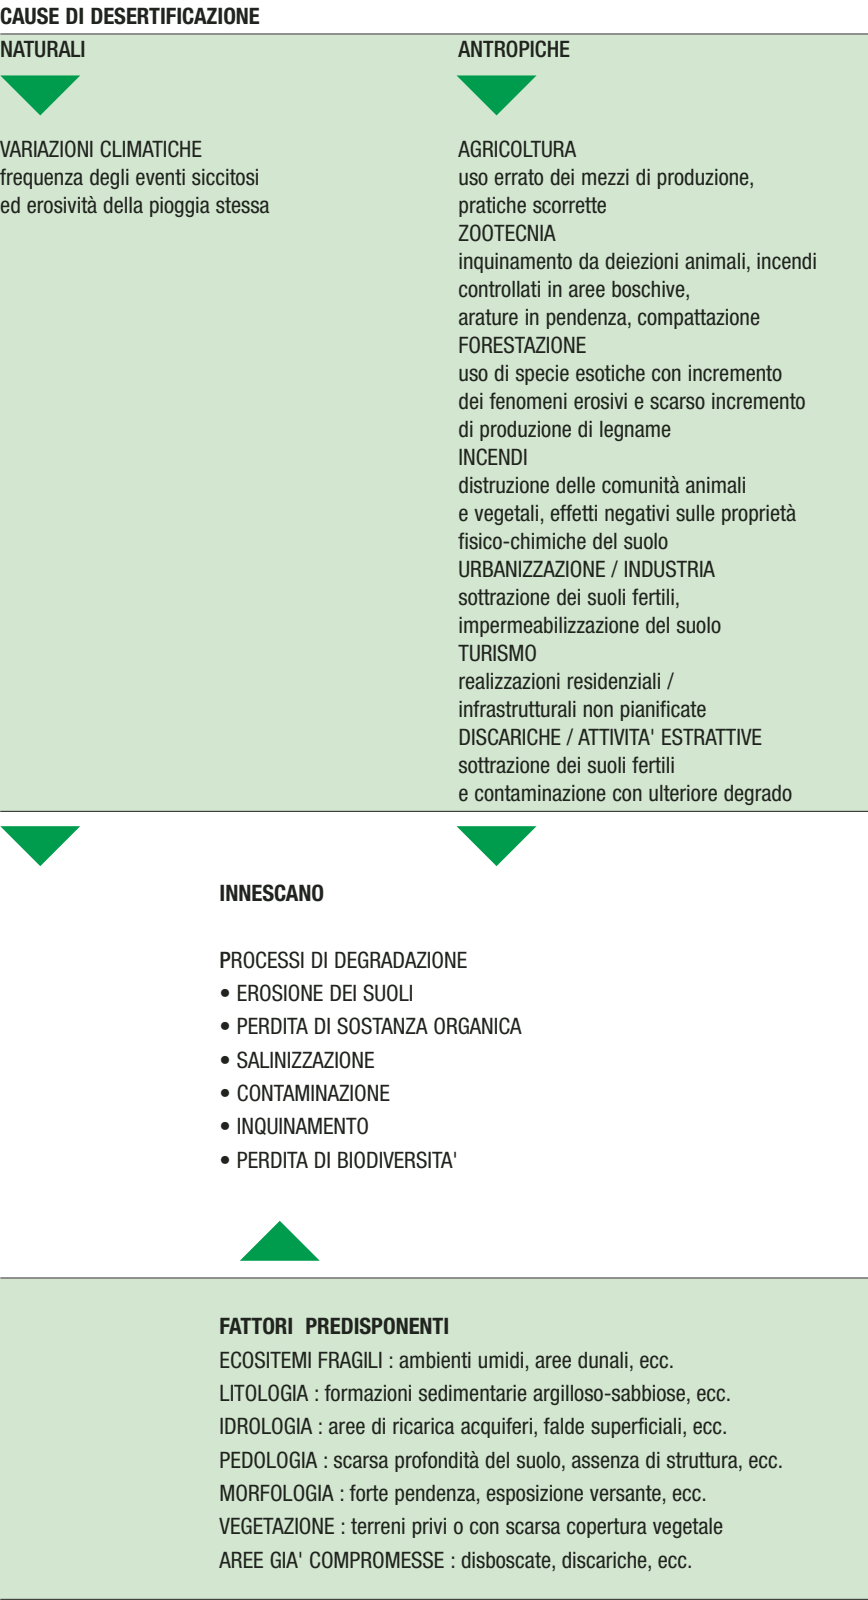 CAUSE DI DESERTIFICAZIONE
NATURALI
VARIAZIONI CLIMATICHE
frequenza degli eventi siccitosi
ed erosività della pioggia stessa
ANTROPICHE
AGRICOLTURA
uso errato dei mezzi di produzione,
pratiche scorrette
ZOOTECNIA
inquinamento da deiezioni animali, incendi
controllati in aree boschive,
arature in pendenza, compattazione
FORESTAZIONE
uso di specie esotiche con incremento
dei fenomeni erosivi e scarso incremento
di produzione di legname
INCENDI
distruzione delle comunità animali
e vegetali, effetti negativi sulle proprietà
fisico-chimiche del suolo
URBANIZZAZIONE / INDUSTRIA
sottrazione dei suoli fertili,
impermeabilizzazione del suolo
TURISMO
realizzazioni residenziali /
infrastrutturali non pianificate
DISCARICHE / ATTIVITA' ESTRATTIVE
sottrazione dei suoli fertili
e contaminazione con ulteriore degrado
INNESCANO
PROCESSI DI DEGRADAZIONE
• EROSIONE DEI SUOLI
• PERDITA DI SOSTANZA ORGANICA
• SALINIZZAZIONE
• CONTAMINAZIONE
• INQUINAMENTO
• PERDITA DI BIODIVERSITA'
FATTORI PREDISPONENTI
ECOSITEMI FRAGILI : ambienti umidi, aree dunali, ecc.
LITOLOGIA : formazioni sedimentarie argilloso-sabbiose, ecc.
IDROLOGIA : aree di ricarica acquiferi, falde superficiali, ecc.
PEDOLOGIA : scarsa profondità del suolo, assenza di struttura, ecc.
MORFOLOGIA : forte pendenza, esposizione versante, ecc.
VEGETAZIONE : terreni privi o con scarsa copertura vegetale
AREE GIA' COMPROMESSE : disboscate, discariche, ecc.